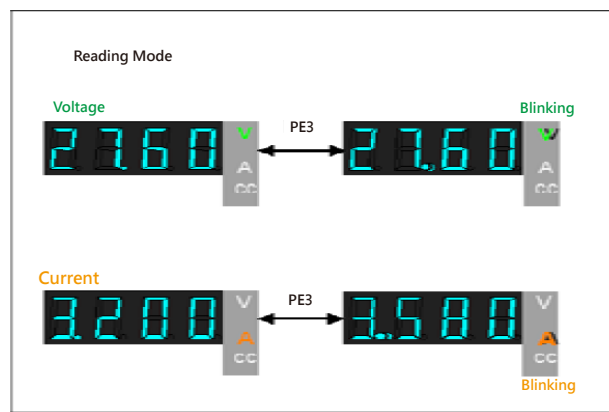 Reading Mode
Voltage
Blinking
27.60 V
PE3
27.60 V
A
A
CC
CC
Current
3.200 V
PE3
3.580 V
A
A
CC
CC
Blinking